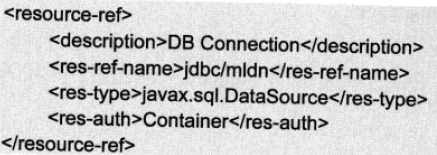 <resource-ref>
<description>DB Connection</description>
<res-ref-name>jdbc/mldn</res-ref-name>
<res-type>javax.sql.DataSource</res-type>
<res-auth>Container</res-auth>
</resource-ref>